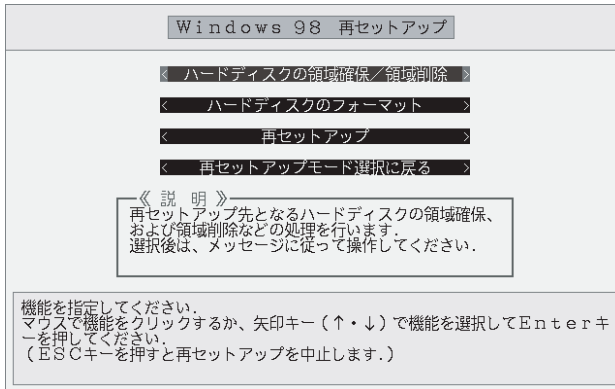 Windows 98 再セットアップ
< ハードディスクの領域確保／領域削除 >
< ハードディスクのフォーマット >
< 再セットアップ >
< 再セットアップモード選択に戻る >
《 説 明 》
再セットアップ先となるハードディスクの領域確保、
および領域削除などの処理を行います.
選択後は、メッセージに従って操作してください.
機能を指定してください.
マウスで機能をクリックするか、矢印キー(↑・↓)で機能を選択してEnterキ
ーを押してください.
(ESCキーを押すと再セットアップを中止します.)